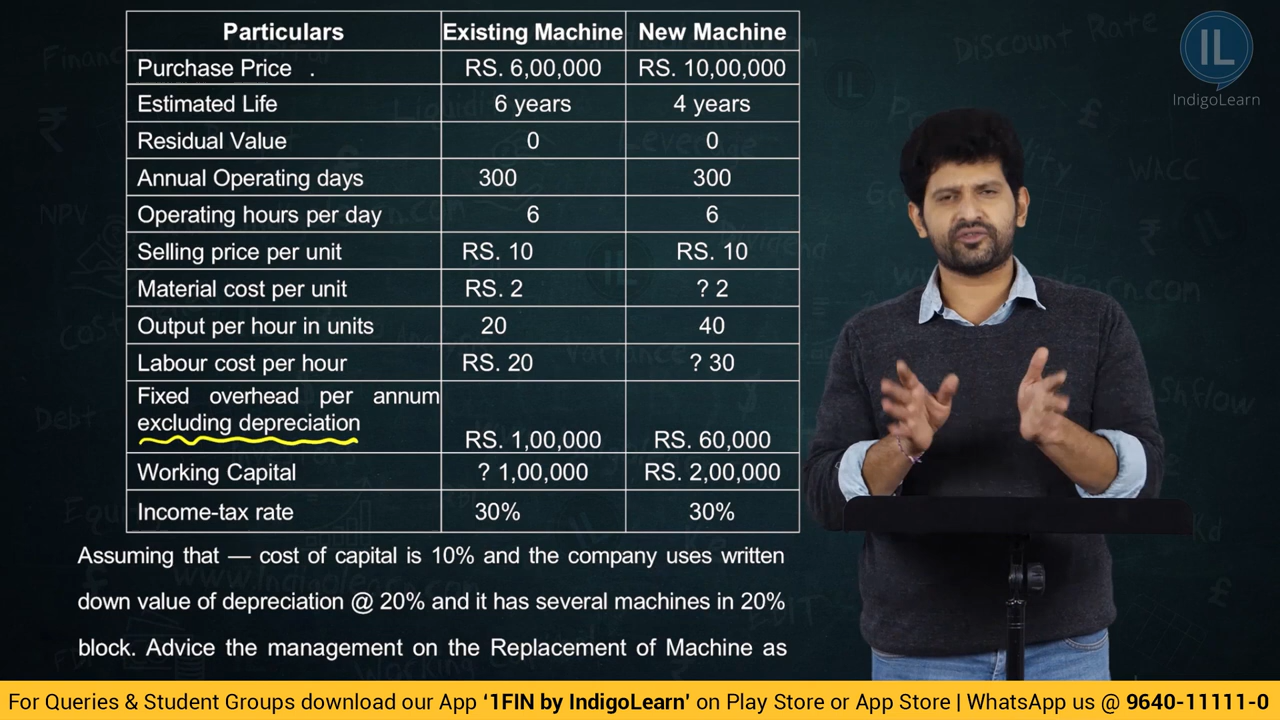 Particulars Existing Machine New Machine
Purchase Price . RS. 6,00,000 RS. 10,00,000
Estimated Life 6 years 4 years
Residual Value 0 0
Annual Operating days 300 300
Operating hours per day 6 6
Selling price per unit RS. 10 RS. 10
Material cost per unit RS. 2 ? 2
Output per hour in units 20 40
Labour cost per hour RS. 20 ? 30
Fixed overhead per annum
excluding depreciation RS. 1,00,000 RS. 60,000
Working Capital ? 1,00,000 RS. 2,00,000
Income-tax rate 30% 30%
Assuming that — cost of capital is 10% and the company uses written
down value of depreciation @ 20% and it has several machines in 20%
block. Advice the management on the Replacement of Machine as
IL
IndigoLearn
Discount Rate
WACC
NPV
For Queries & Student Groups download our App ‘1FIN by IndigoLearn’ on Play Store or App Store | WhatsApp us @ 9640-11111-0